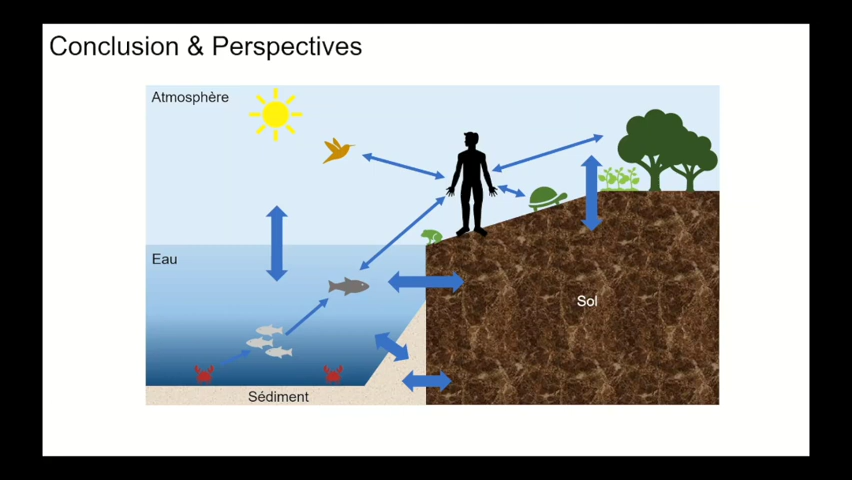 Conclusion & Perspectives
Atmosphère
Eau
Sol
Sédiment